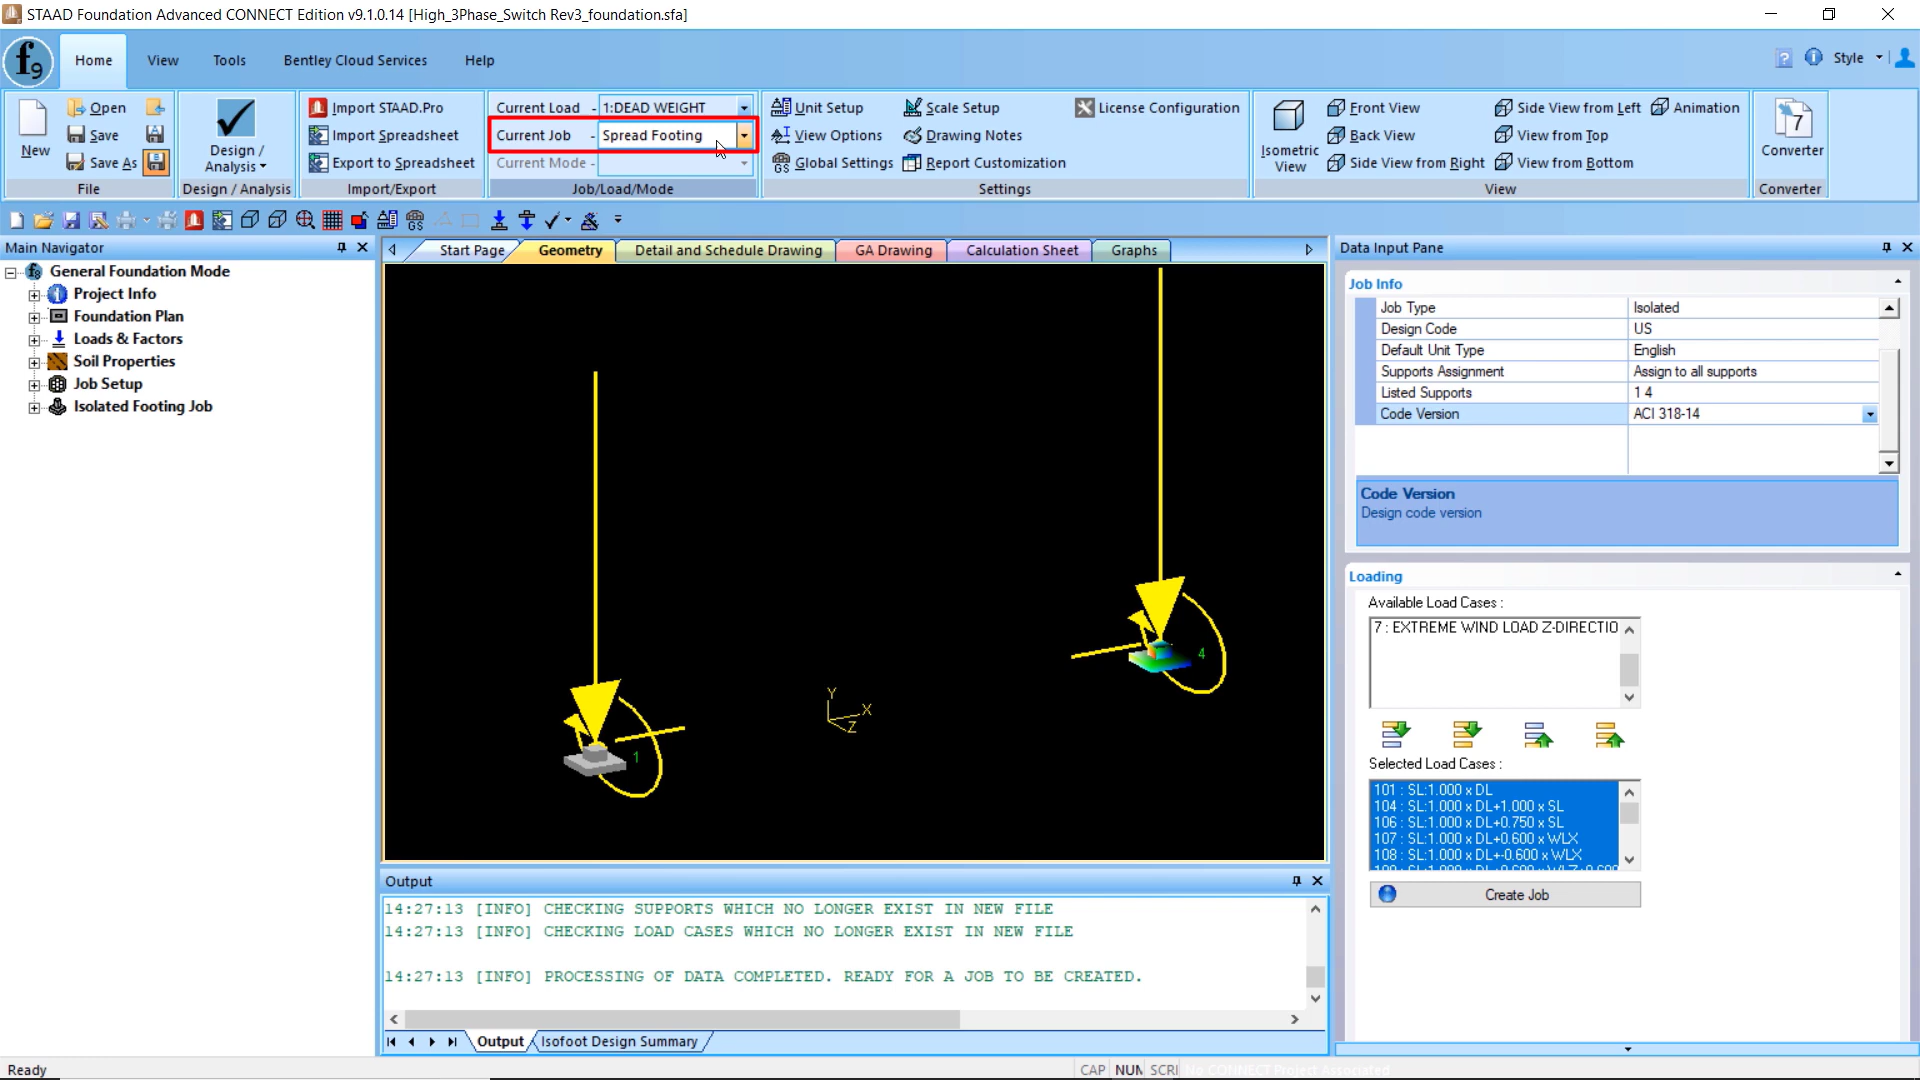 STAAD Foundation Advanced CONNECT Edition v9.1.0.14 [High_3Phase_Switch Rev3_foundation.sfa]
f9
Home View Tools Bentley Cloud Services Help
Style
New
Open
Save
Save As
File
Design / Analysis
Design / Analysis
Import STAAD.Pro
Import Spreadsheet
Export to Spreadsheet
Import/Export
Current Load - 1:DEAD WEIGHT
Current Job - Spread Footing
Current Mode -
Job/Load/Mode
Unit Setup
View Options
Global Settings
Scale Setup
Drawing Notes
Report Customization
License Configuration
Settings
Isometric
View
Front View
Back View
Side View from Right
Side View from Left
View from Top
View from Bottom
Animation
View
7
Converter
Converter
GS
Main Navigator
General Foundation Mode
Project Info
Foundation Plan
Loads & Factors
Soil Properties
Job Setup
Isolated Footing Job
Start Page Geometry Detail and Schedule Drawing GA Drawing Calculation Sheet Graphs
4
1
Y
X
Z
Output
14:27:13 [INFO] CHECKING SUPPORTS WHICH NO LONGER EXIST IN NEW FILE
14:27:13 [INFO] CHECKING LOAD CASES WHICH NO LONGER EXIST IN NEW FILE
14:27:13 [INFO] PROCESSING OF DATA COMPLETED. READY FOR A JOB TO BE CREATED.
Output Isofoot Design Summary
Data Input Pane
Job Info
Job Type Isolated
Design Code US
Default Unit Type English
Supports Assignment Assign to all supports
Listed Supports 1 4
Code Version ACI 318-14
Code Version
Design code version
Loading
Available Load Cases :
7 : EXTREME WIND LOAD Z-DIRECTIO
Selected Load Cases :
101 : SL:1.000 x DL
104 : SL:1.000 x DL+1.000 x SL
106 : SL:1.000 x DL+0.750 x SL
107 : SL:1.000 x DL+0.600 x WLX
108 : SL:1.000 x DL+-0.600 x WLX
Create Job
Ready
CAP NUM SCRI No CONNECT Project Associated